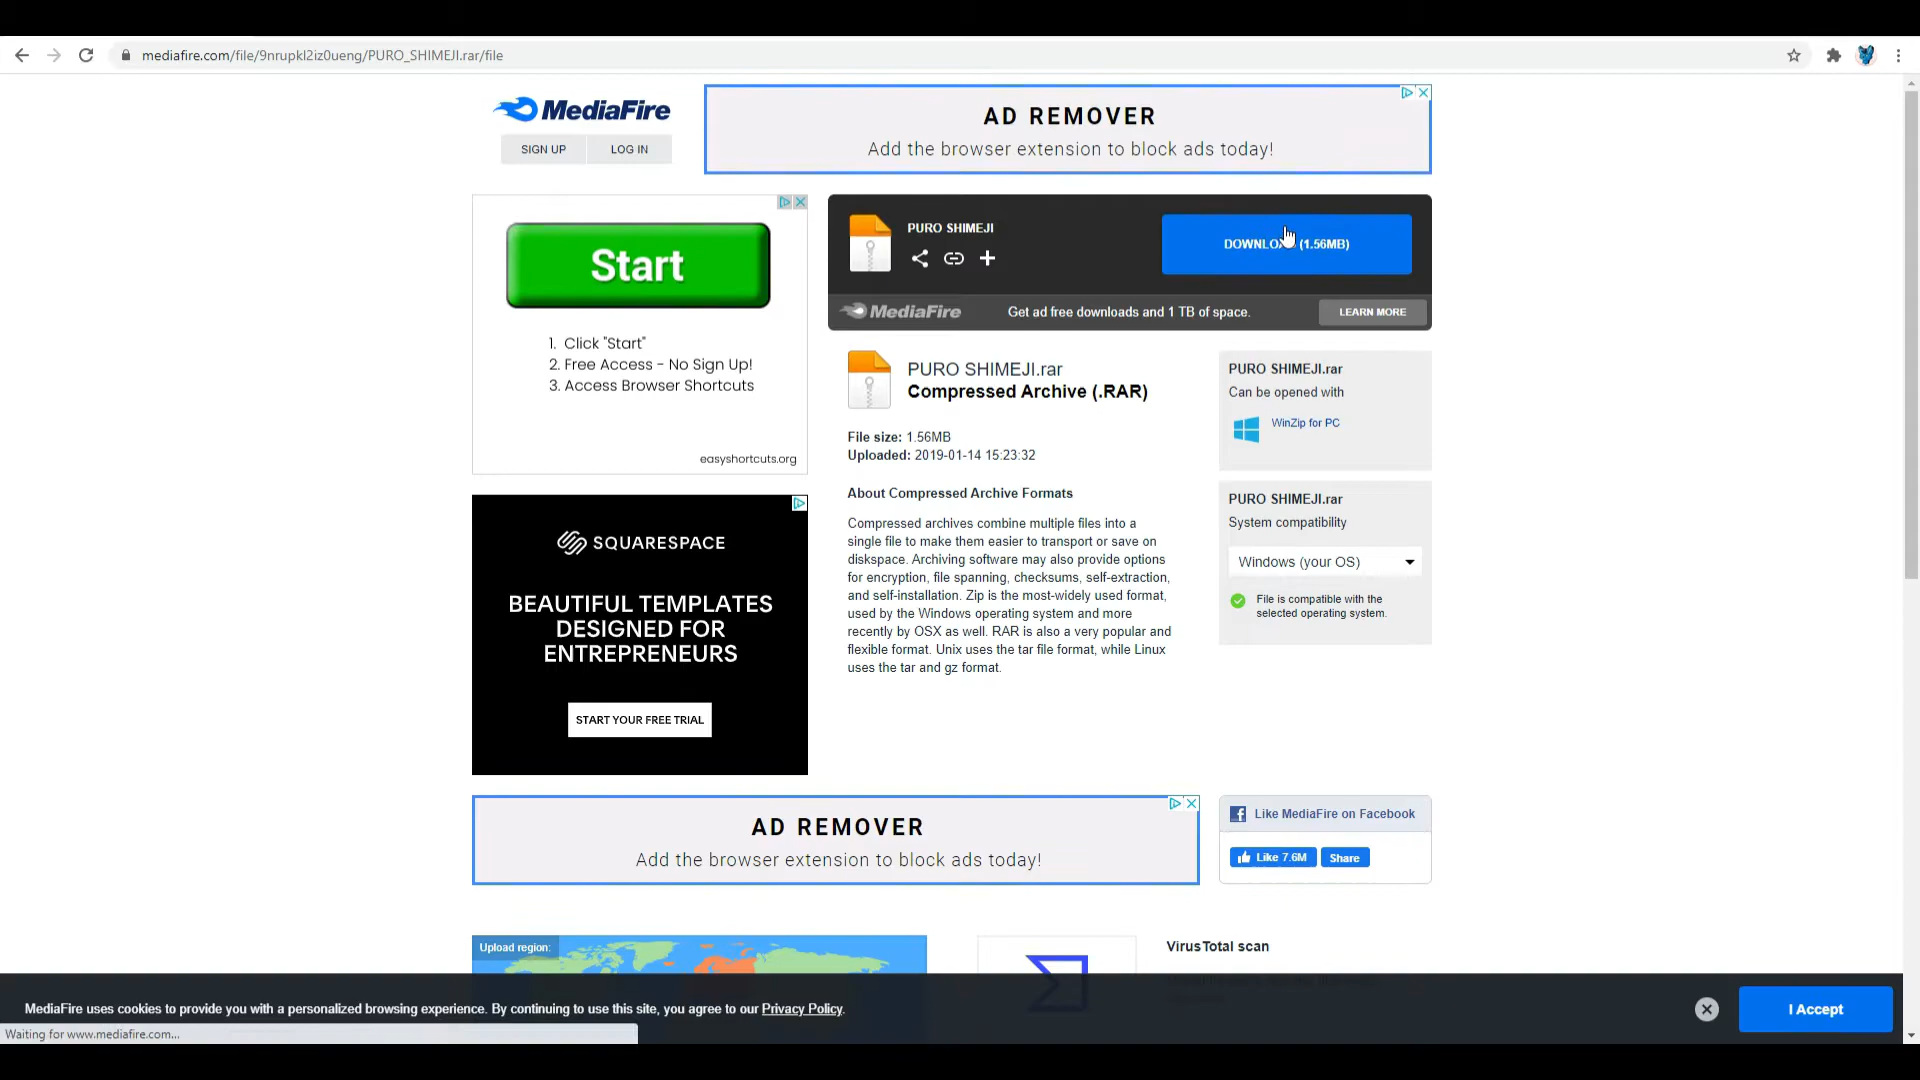 mediafire.com/file/9nrupkl2iz0ueng/PURO_SHIMEJI.rar/file
MediaFire
SIGN UP
LOG IN
AD REMOVER
Add the browser extension to block ads today!
Start
1. Click "Start"
2. Free Access - No Sign Up!
3. Access Browser Shortcuts
easyshortcuts.org
PURO SHIMEJI
DOWNLOAD (1.56MB)
MediaFire
Get ad free downloads and 1 TB of space.
LEARN MORE
PURO SHIMEJI.rar
Compressed Archive (.RAR)
File size: 1.56MB
Uploaded: 2019-01-14 15:23:32
About Compressed Archive Formats
Compressed archives combine multiple files into a
single file to make them easier to transport or save on
diskspace. Archiving software may also provide options
for encryption, file spanning, checksums, self-extraction,
and self-installation. Zip is the most-widely used format,
used by the Windows operating system and more
recently by OSX as well. RAR is also a very popular and
flexible format. Unix uses the tar file format, while Linux
uses the tar and gz format.
PURO SHIMEJI.rar
Can be opened with
WinZip for PC
PURO SHIMEJI.rar
System compatibility
Windows (your OS)
File is compatible with the
selected operating system.
SQUARESPACE
BEAUTIFUL TEMPLATES
DESIGNED FOR
ENTREPRENEURS
START YOUR FREE TRIAL
AD REMOVER
Add the browser extension to block ads today!
Like MediaFire on Facebook
Like 7.6M
Share
Upload region:
VirusTotal scan
MediaFire uses cookies to provide you with a personalized browsing experience. By continuing to use this site, you agree to our Privacy Policy.
I Accept
Waiting for www.mediafire.com...